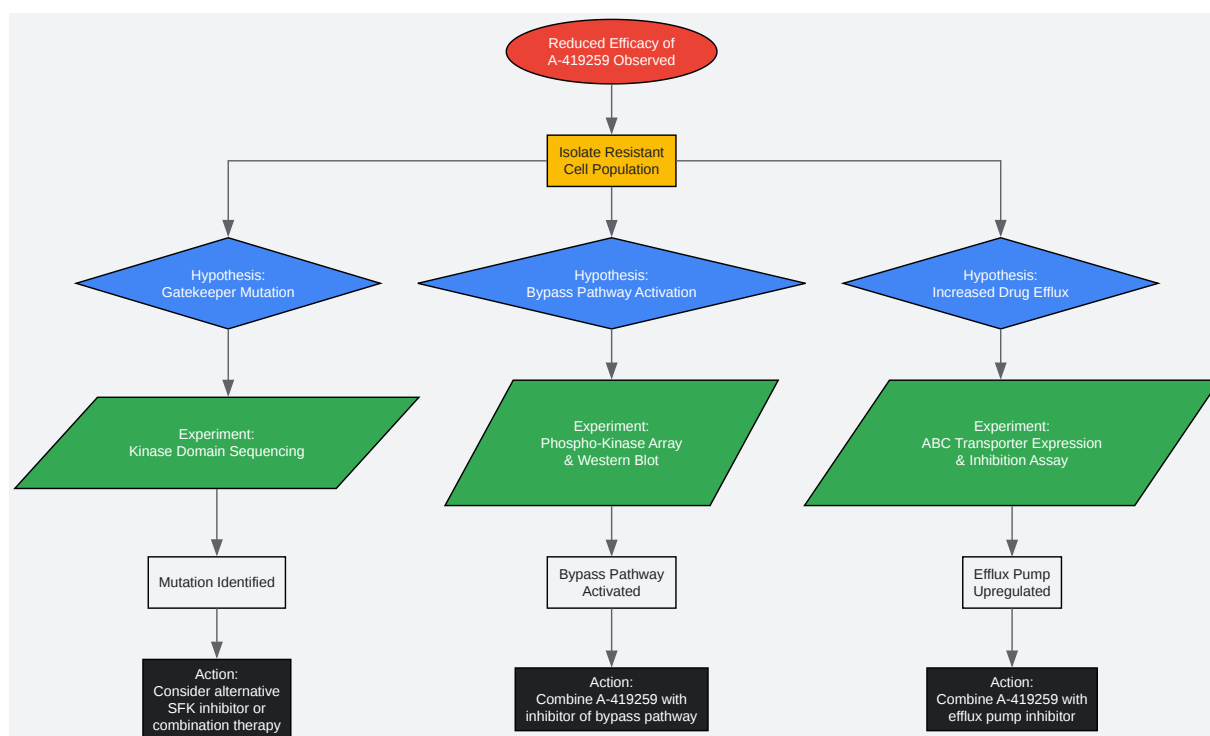 Reduced Efficacy of
A-419259 Observed
Isolate Resistant
Cell Population
Hypothesis:
Gatekeeper Mutation
Hypothesis:
Bypass Pathway Activation
Hypothesis:
Increased Drug Efflux
Experiment:
Kinase Domain Sequencing
Experiment:
Phospho-Kinase Array
& Western Blot
Experiment:
ABC Transporter Expression
& Inhibition Assay
Mutation Identified
Bypass Pathway
Activated
Efflux Pump
Upregulated
Action:
Consider alternative
SFK inhibitor or
combination therapy
Action:
Combine A-419259 with
inhibitor of bypass pathway
Action:
Combine A-419259 with
efflux pump inhibitor